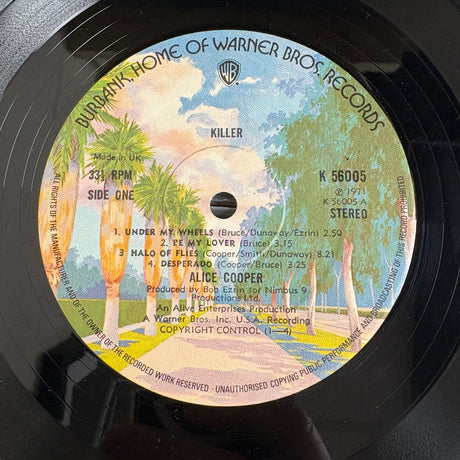 BURBANK, HOME OF WARNER BROS. RECORDS
WB
KILLER
Made in UK
33⅓ RPM
SIDE ONE
K 56005
℗ 1971
K 56005 A
STEREO
1. UNDER MY WHEELS (Bruce/Dunaway/Ezrin) 2.50
2. BE MY LOVER (Bruce) 3.15
3 HALO OF FLIES (Cooper/Smith/Dunaway) 8.21
4. DESPERADO (Cooper/Bruce) 3.25
ALICE COOPER
Produced by Bob Ezrin for Nimbus 9
Productions Ltd.
An Alive Enterprises Production
A Warner Bros. Inc. U.S.A. Recording
COPYRIGHT CONTROL (1—4)
ALL RIGHTS OF THE MANUFACTURER AND OF THE OWNER OF THE RECORDED WORK RESERVED · UNAUTHORISED COPYING PUBLIC PERFORMANCE AND BROADCASTING OF THIS RECORD PROHIBITED